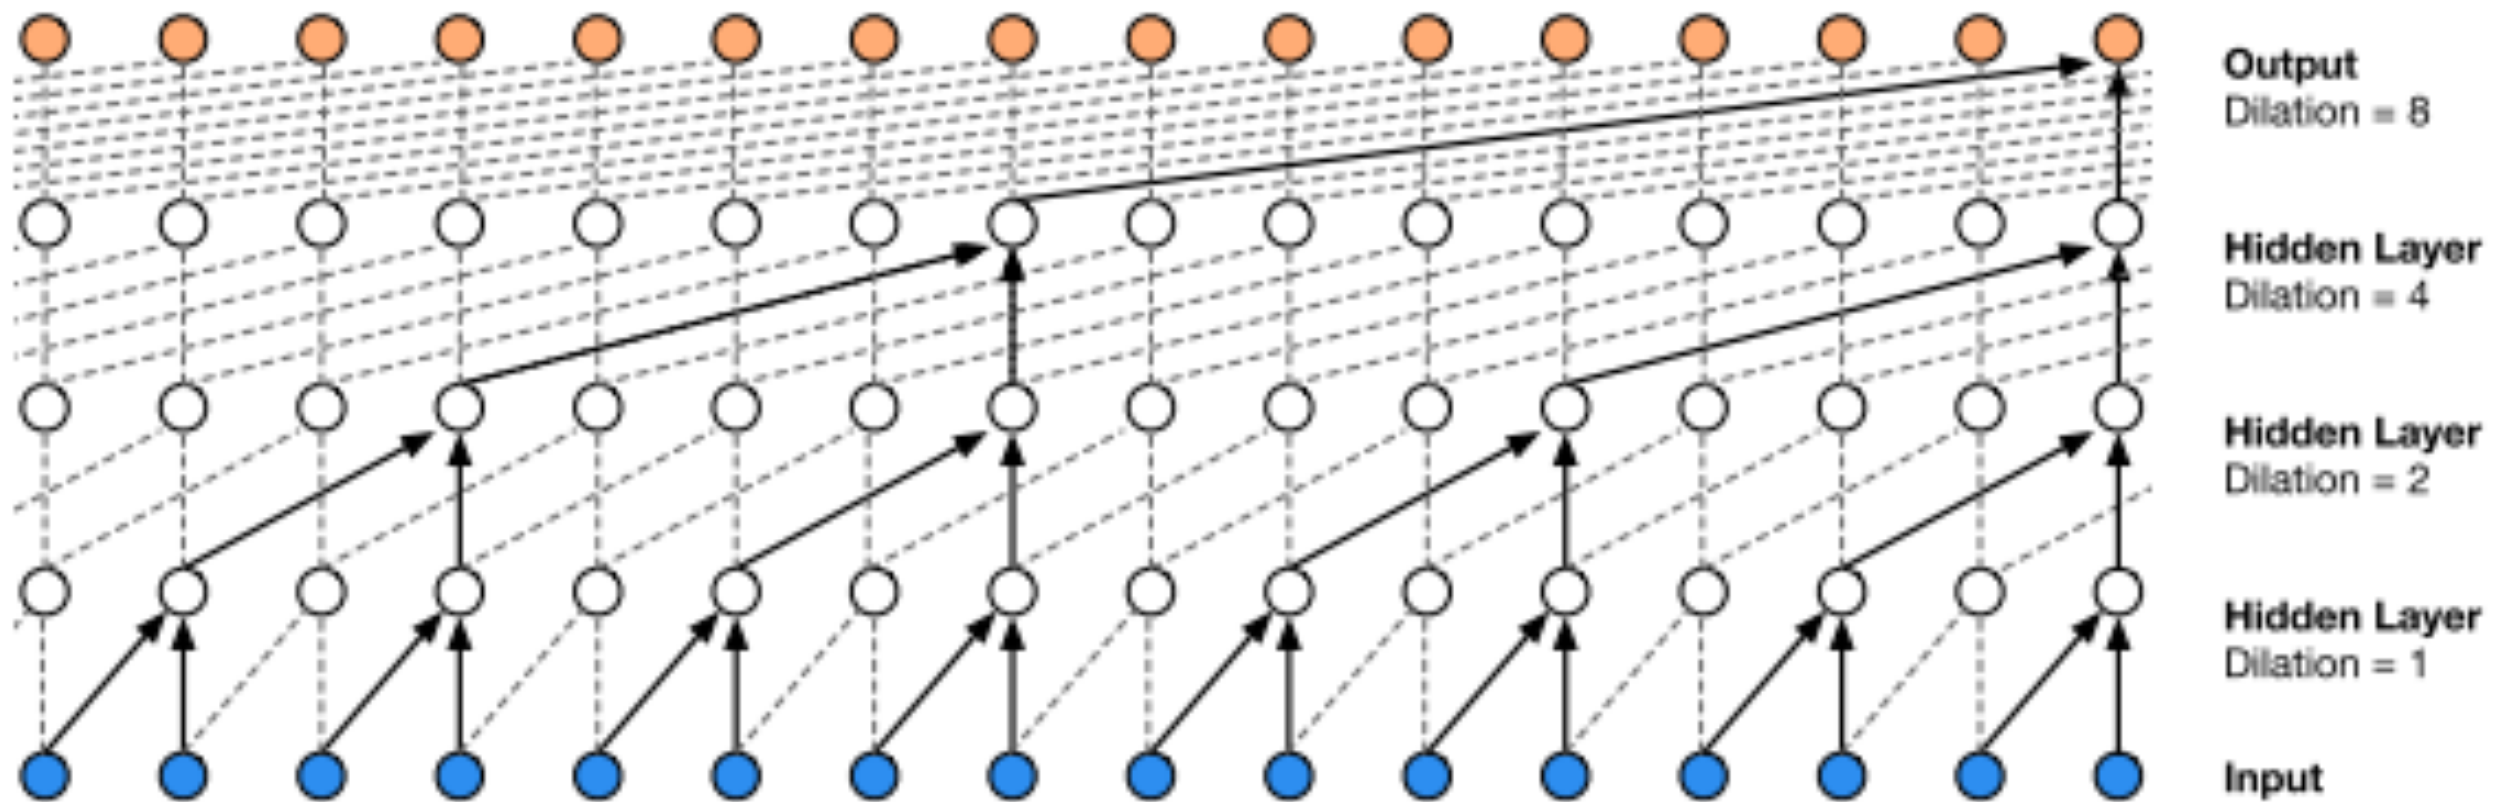 Output
Dilation = 8
Hidden Layer
Dilation = 4
Hidden Layer
Dilation = 2
Hidden Layer
Dilation = 1
Input